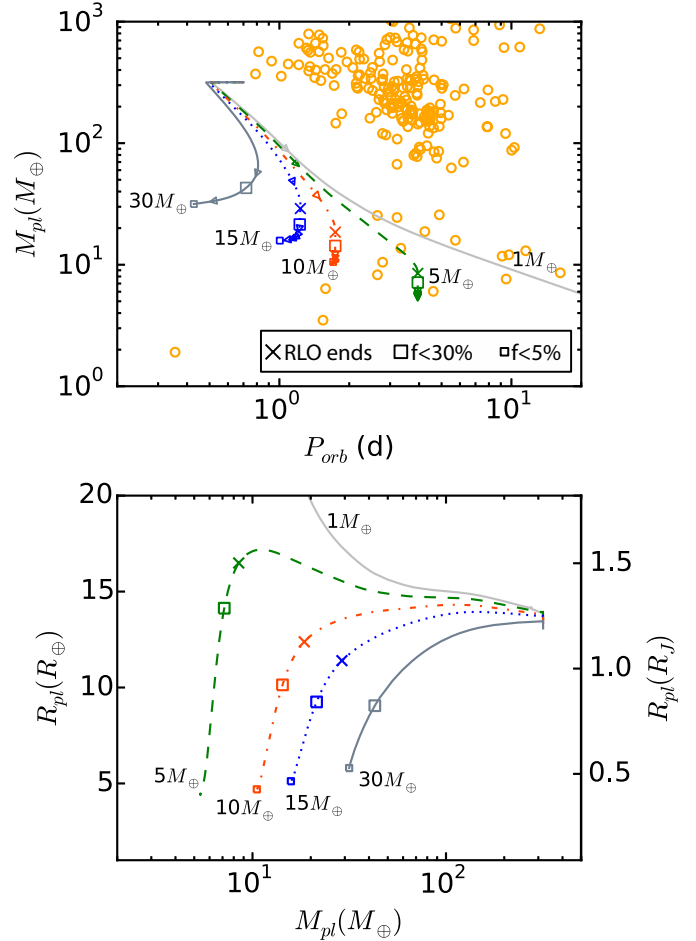 10³
10²
10¹
10⁰
M_pl(M_⊕)
30M_⊕
15M_⊕
10M_⊕
5M_⊕
1M_⊕
RLO ends
f<30%
f<5%
10⁰
10¹
P_orb (d)
20
15
10
5
R_pl(R_⊕)
1M_⊕
5M_⊕
10M_⊕
15M_⊕
30M_⊕
1.5
1.0
0.5
R_pl(R_J)
10¹
10²
M_pl(M_⊕)